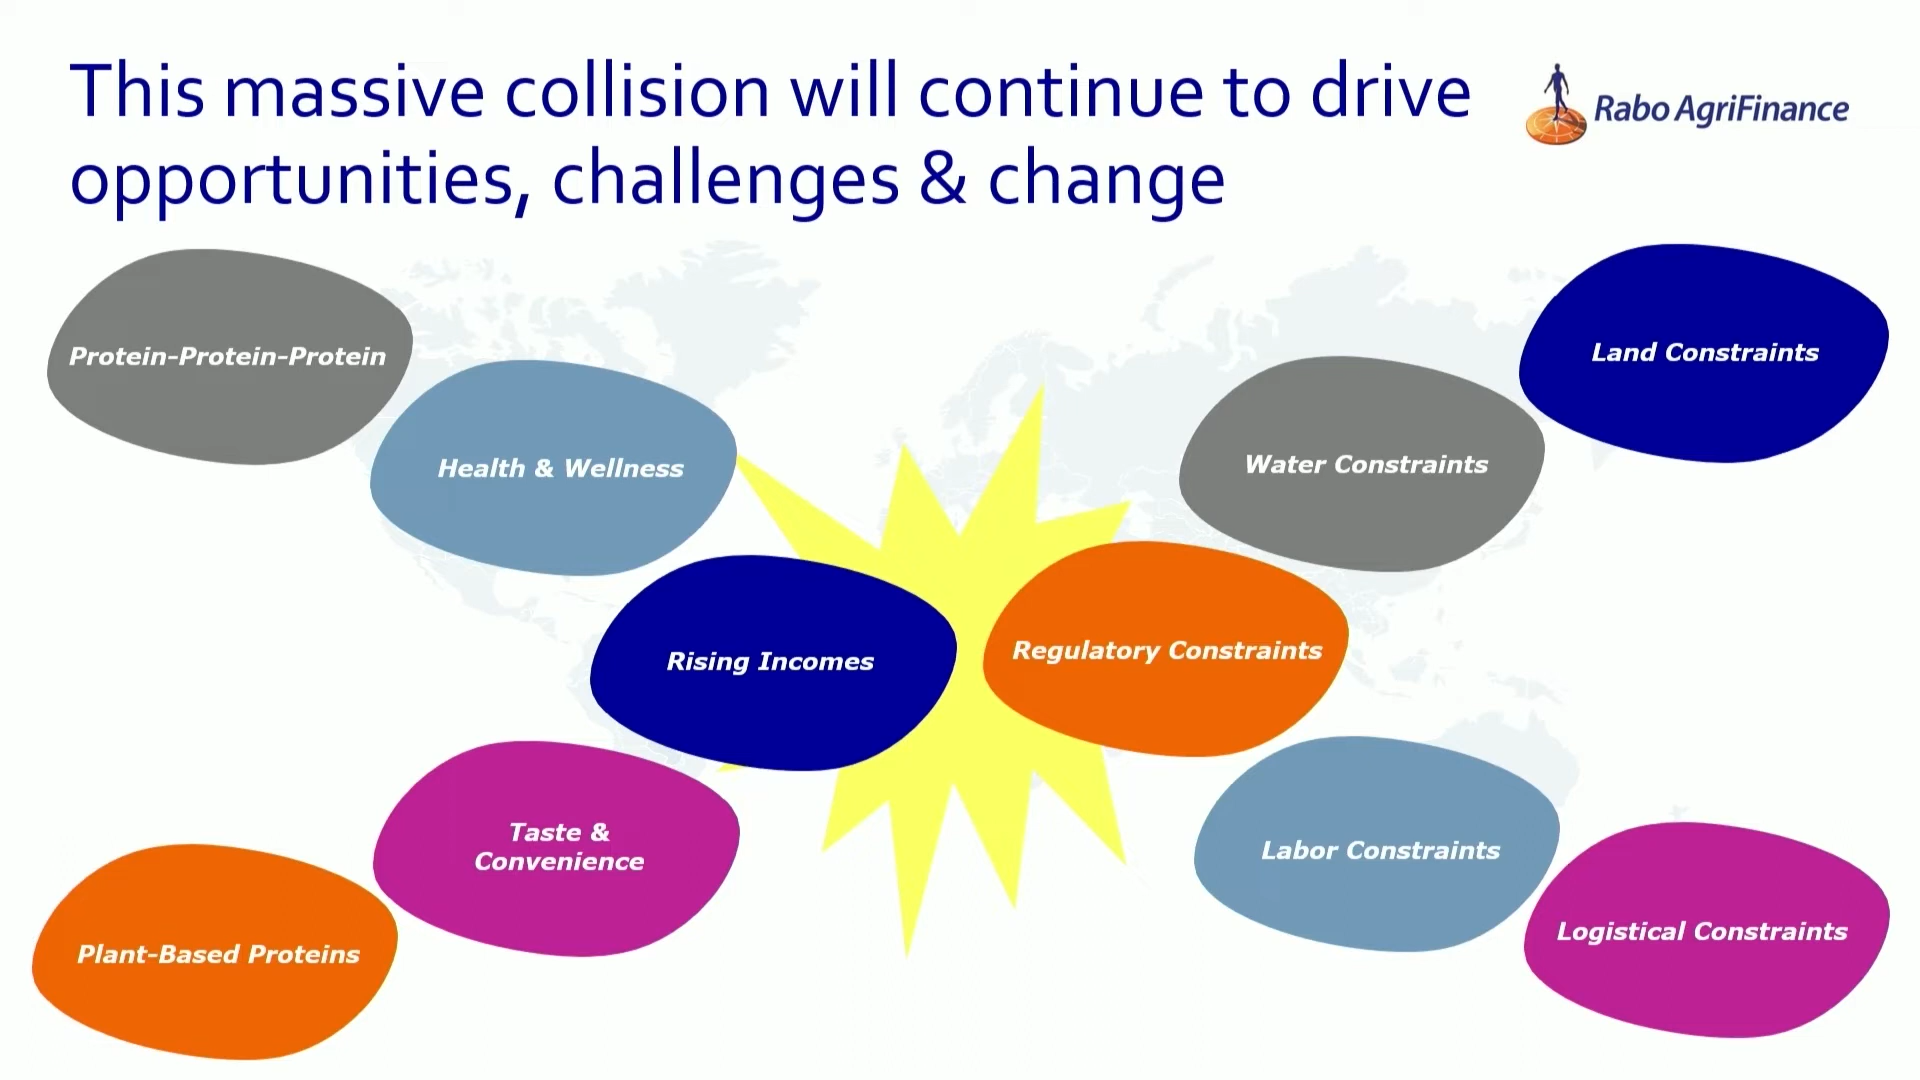 This massive collision will continue to drive
opportunities, challenges & change
Rabo AgriFinance
Protein-Protein-Protein
Health & Wellness
Rising Incomes
Taste &
Convenience
Plant-Based Proteins
Land Constraints
Water Constraints
Regulatory Constraints
Labor Constraints
Logistical Constraints